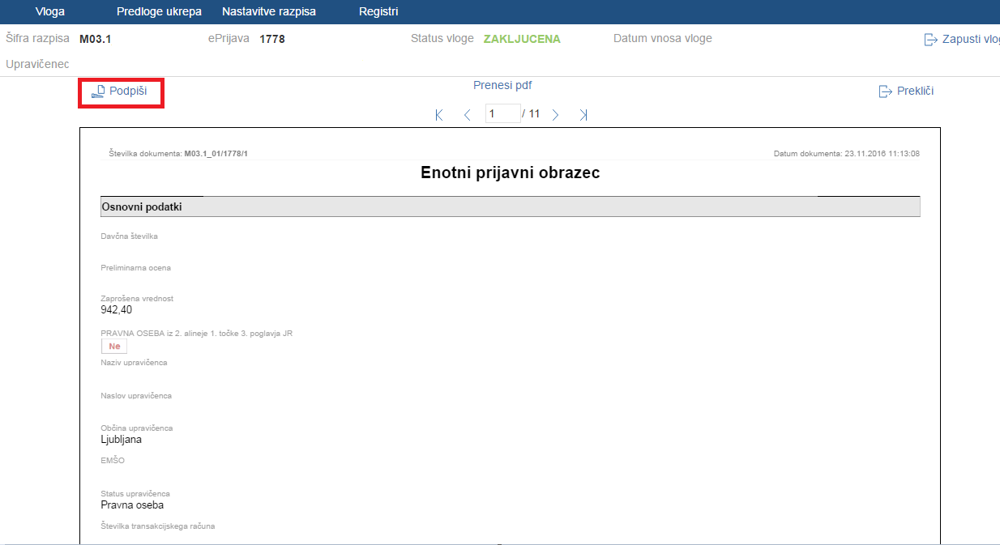 Vloga Predloge ukrepa Nastavitve razpisa Registri
Šifra razpisa M03.1 ePrijava 1778 Status vloge ZAKLJUCENA Datum vnosa vloge Zapusti vlog
Upravičenec
Podpiši Prenesi pdf Prekliči
1 / 11
Številka dokumenta: M03.1_01/1778/1 Datum dokumenta: 23.11.2016 11:13:08
Enotni prijavni obrazec
Osnovni podatki
Davčna številka
Preliminarna ocena
Zaprošena vrednost
942,40
PRAVNA OSEBA iz 2. alineje 1. točke 3. poglavja JR
Ne
Naziv upravičenca
Naslov upravičenca
Občina upravičenca
Ljubljana
EMŠO
Status upravičenca
Pravna oseba
Številka transakcijskega računa